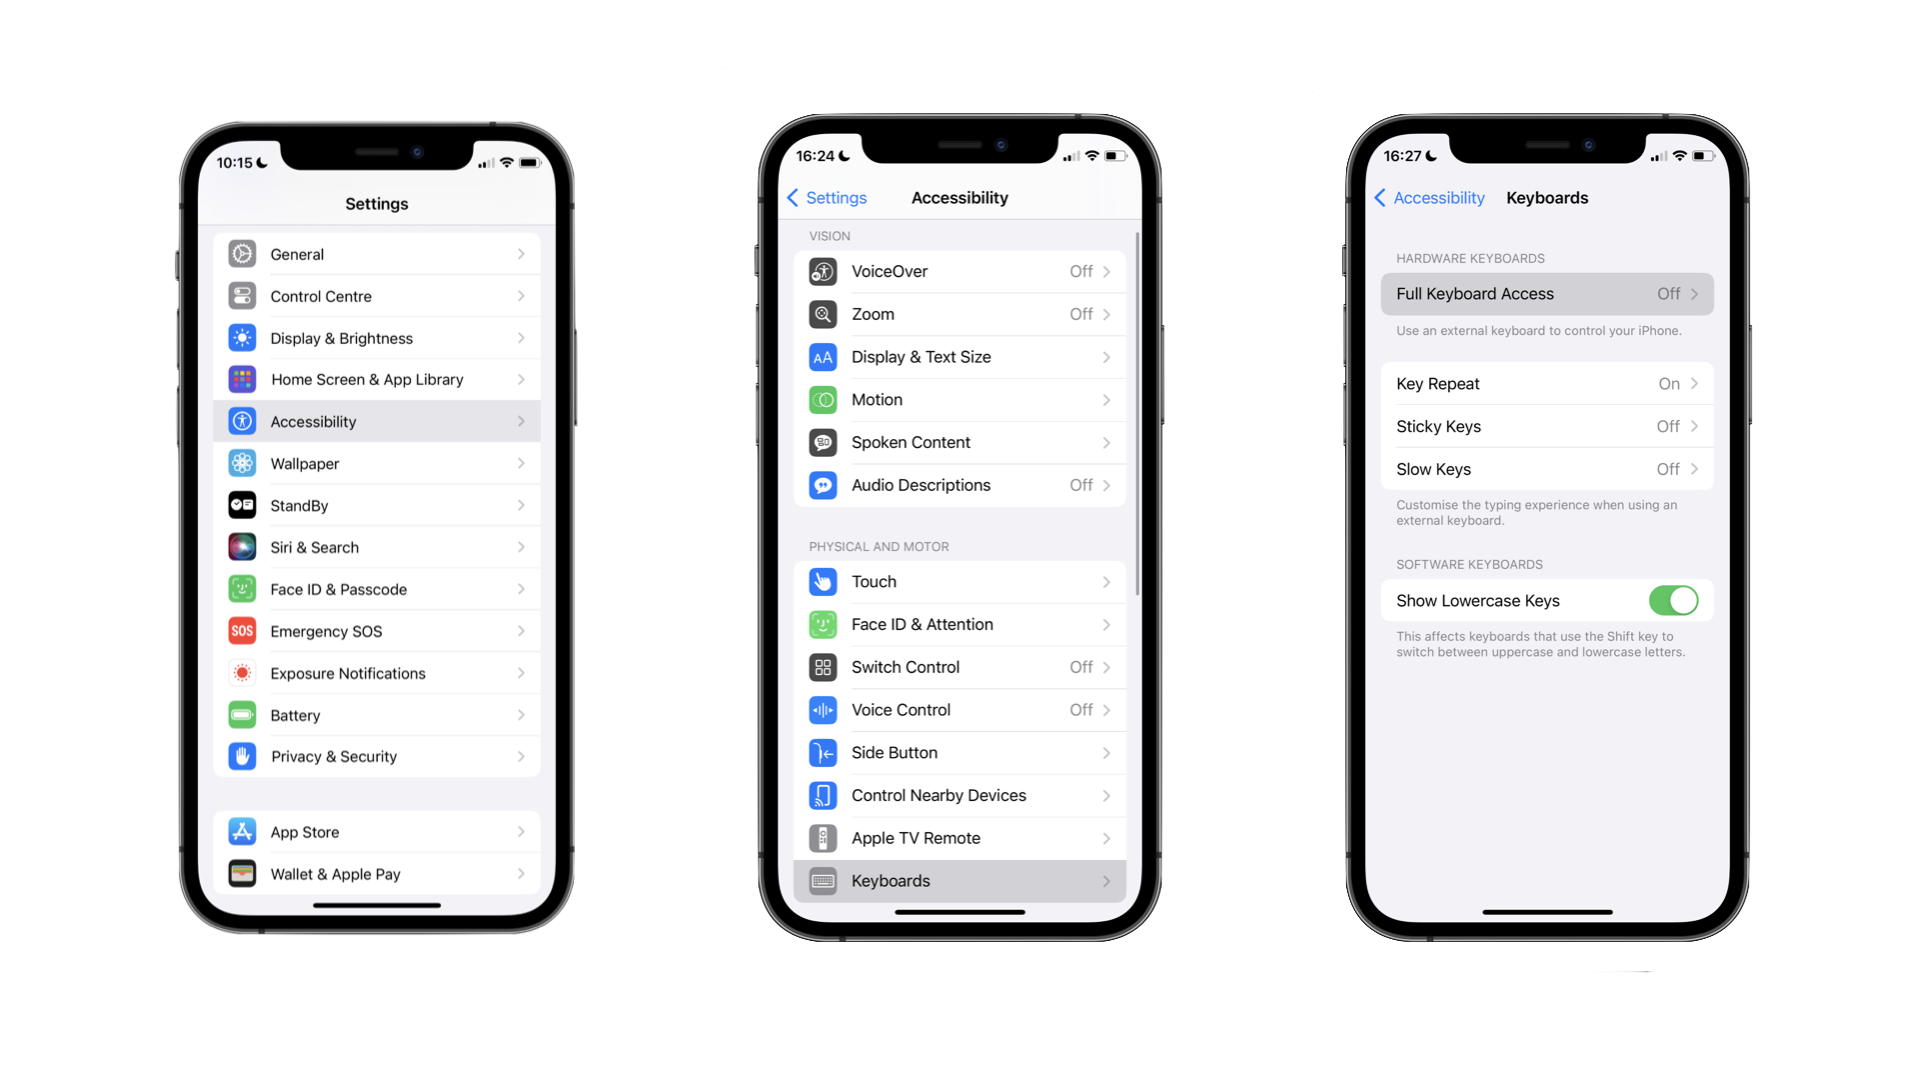 10:15
Settings
General
Control Centre
Display & Brightness
Home Screen & App Library
Accessibility
Wallpaper
StandBy
Siri & Search
Face ID & Passcode
SOS Emergency SOS
Exposure Notifications
Battery
Privacy & Security
App Store
Wallet & Apple Pay
16:24
Settings Accessibility
VISION
VoiceOver Off
Zoom Off
AA Display & Text Size
Motion
Spoken Content
Audio Descriptions Off
PHYSICAL AND MOTOR
Touch
Face ID & Attention
Switch Control Off
Voice Control Off
Side Button
Control Nearby Devices
Apple TV Remote
Keyboards
16:27
Accessibility Keyboards
HARDWARE KEYBOARDS
Full Keyboard Access Off
Use an external keyboard to control your iPhone.
Key Repeat On
Sticky Keys Off
Slow Keys Off
Customise the typing experience when using an
external keyboard.
SOFTWARE KEYBOARDS
Show Lowercase Keys
This affects keyboards that use the Shift key to
switch between uppercase and lowercase letters.